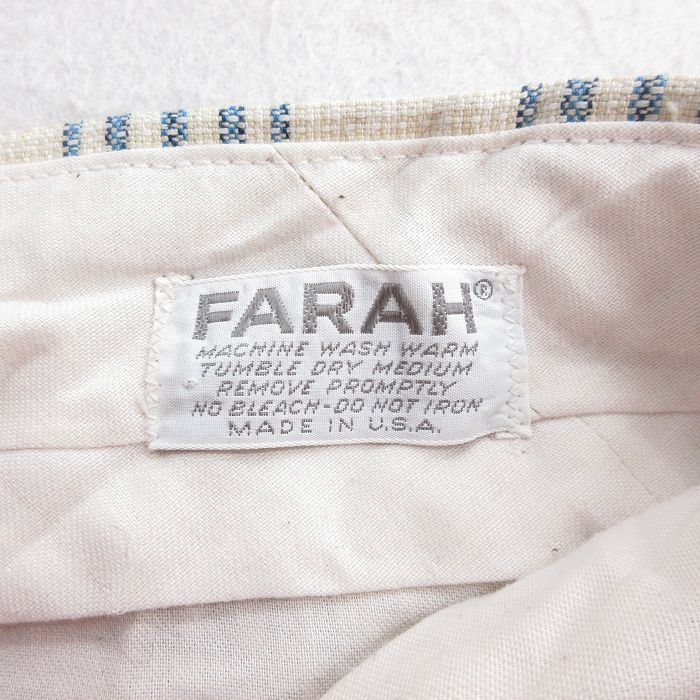 FARAH®
MACHINE WASH WARM
TUMBLE DRY MEDIUM
REMOVE PROMPTLY
NO BLEACH-DO NOT IRON
MADE IN U.S.A.